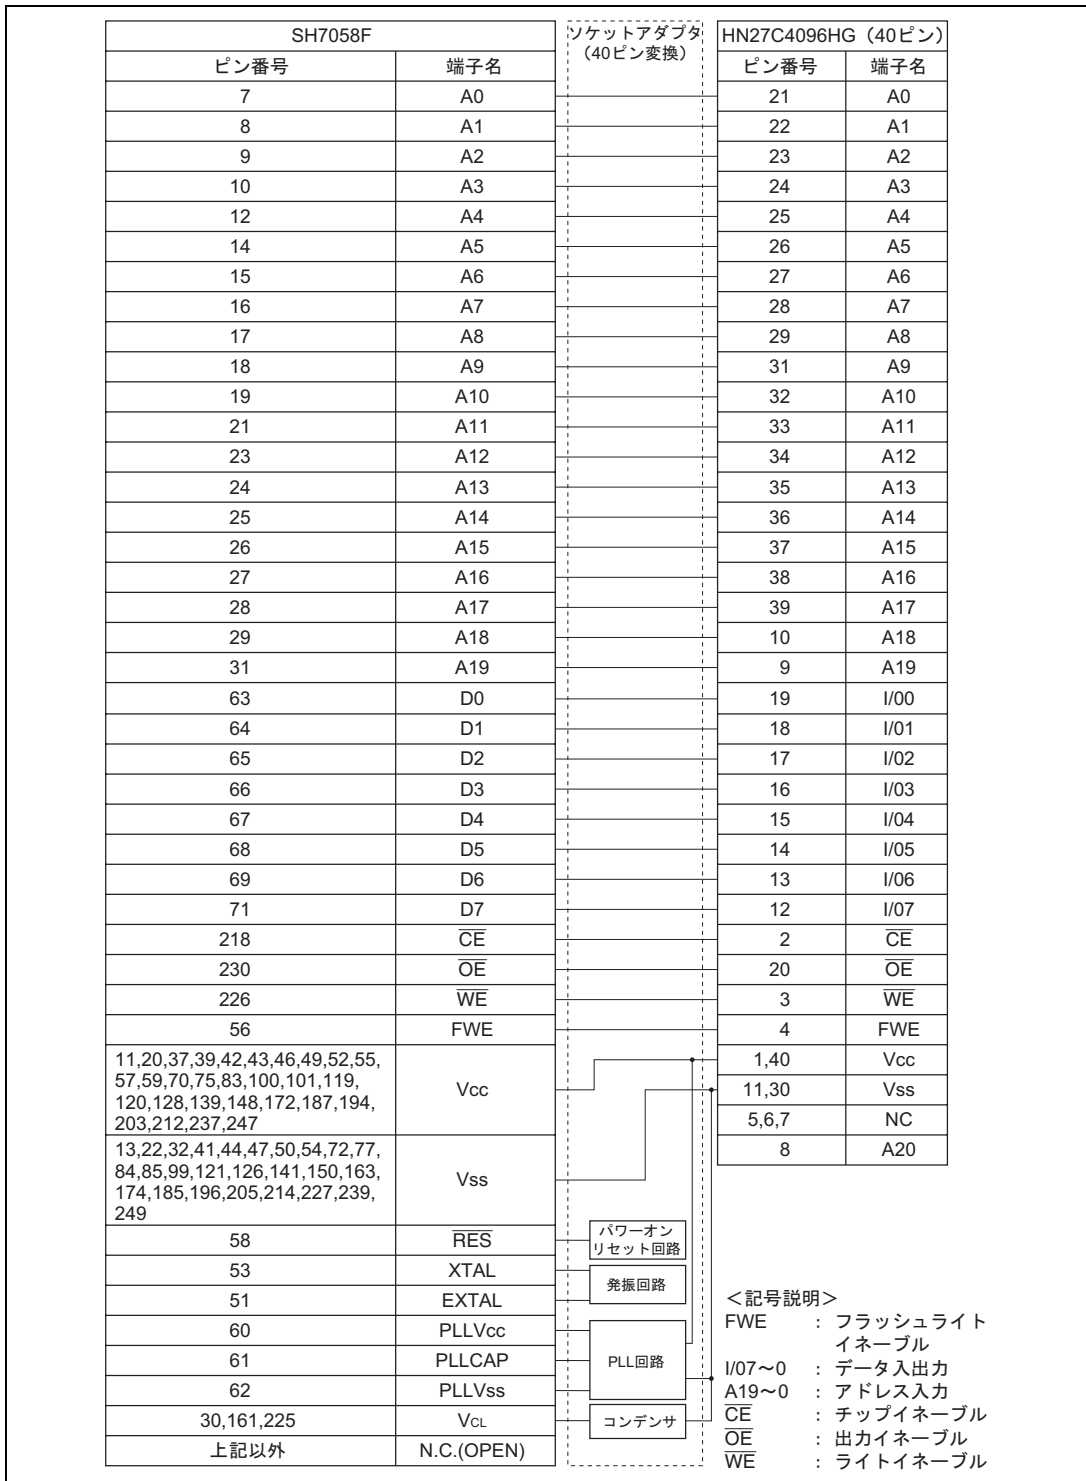 SH7058F ソケットアダプタ HN27C4096HG（40ピン）
（40ピン変換）
ピン番号 端子名 ピン番号 端子名
7 A0 21 A0
8 A1 22 A1
9 A2 23 A2
10 A3 24 A3
12 A4 25 A4
14 A5 26 A5
15 A6 27 A6
16 A7 28 A7
17 A8 29 A8
18 A9 31 A9
19 A10 32 A10
21 A11 33 A11
23 A12 34 A12
24 A13 35 A13
25 A14 36 A14
26 A15 37 A15
27 A16 38 A16
28 A17 39 A17
29 A18 10 A18
31 A19 9 A19
63 D0 19 I/00
64 D1 18 I/01
65 D2 17 I/02
66 D3 16 I/03
67 D4 15 I/04
68 D5 14 I/05
69 D6 13 I/06
71 D7 12 I/07
218 C̅E̅ 2 C̅E̅
230 O̅E̅ 20 O̅E̅
226 W̅E̅ 3 W̅E̅
56 FWE 4 FWE
11,20,37,39,42,43,46,49,52,55,
57,59,70,75,83,100,101,119,
120,128,139,148,172,187,194,
203,212,237,247
Vcc
1,40 Vcc
11,30 Vss
5,6,7 NC
8 A20
13,22,32,41,44,47,50,54,72,77,
84,85,99,121,126,141,150,163,
174,185,196,205,214,227,239,
249
Vss
58 R̅E̅S̅
パワーオン
リセット回路
53 XTAL
発振回路
51 EXTAL
60 PLLVcc
61 PLLCAP PLL回路
62 PLLVss
30,161,225 VCL コンデンサ
上記以外 N.C.(OPEN)
＜記号説明＞
FWE : フラッシュライト
イネーブル
I/07～0 : データ入出力
A19～0 : アドレス入力
C̅E̅ : チップイネーブル
O̅E̅ : 出力イネーブル
W̅E̅ : ライトイネーブル